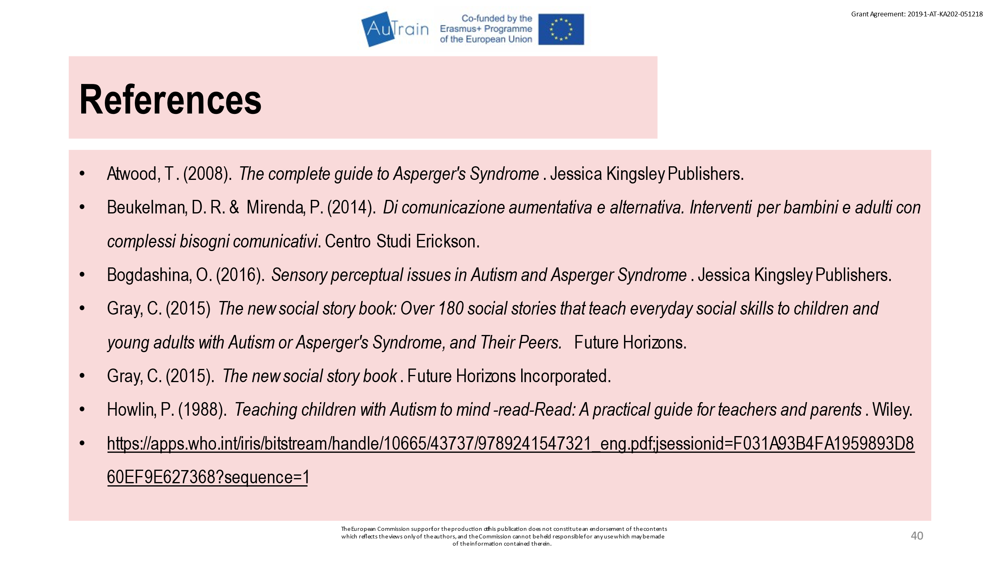 AuTrain
Co-funded by the
Erasmus+ Programme
of the European Union
Grant Agreement: 2019-1-AT-KA202-051218
References
• Atwood, T. (2008). The complete guide to Asperger's Syndrome. Jessica Kingsley Publishers.
• Beukelman, D. R. & Mirenda, P. (2014). Di comunicazione aumentativa e alternativa. Interventi per bambini e adulti con
complessi bisogni comunicativi. Centro Studi Erickson.
• Bogdashina, O. (2016). Sensory perceptual issues in Autism and Asperger Syndrome. Jessica Kingsley Publishers.
• Gray, C. (2015) The new social story book: Over 180 social stories that teach everyday social skills to children and
young adults with Autism or Asperger's Syndrome, and Their Peers. Future Horizons.
• Gray, C. (2015). The new social story book. Future Horizons Incorporated.
• Howlin, P. (1988). Teaching children with Autism to mind-read-Read: A practical guide for teachers and parents. Wiley.
• https://apps.who.int/iris/bitstream/handle/10665/43737/9789241547321_eng.pdf;jsessionid=F031A93B4FA1959893D8
60EF9E627368?sequence=1
The European Commission support for the production of this publication does not constitute an endorsement of the contents
which reflects the views only of the authors, and the Commission cannot be held responsible for any use which may be made
of the information contained therein.
40